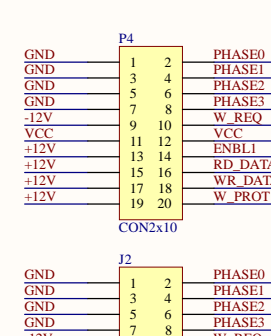 P4
GND 1 2 PHASE0
GND 3 4 PHASE1
GND 5 6 PHASE2
GND 7 8 PHASE3
-12V 9 10 W_REQ
VCC 11 12 VCC
+12V 13 14 ENBL1
+12V 15 16 RD_DATA
+12V 17 18 WR_DATA
+12V 19 20 W_PROT
CON2x10
J2
GND 1 2 PHASE0
GND 3 4 PHASE1
GND 5 6 PHASE2
GND 7 8 PHASE3